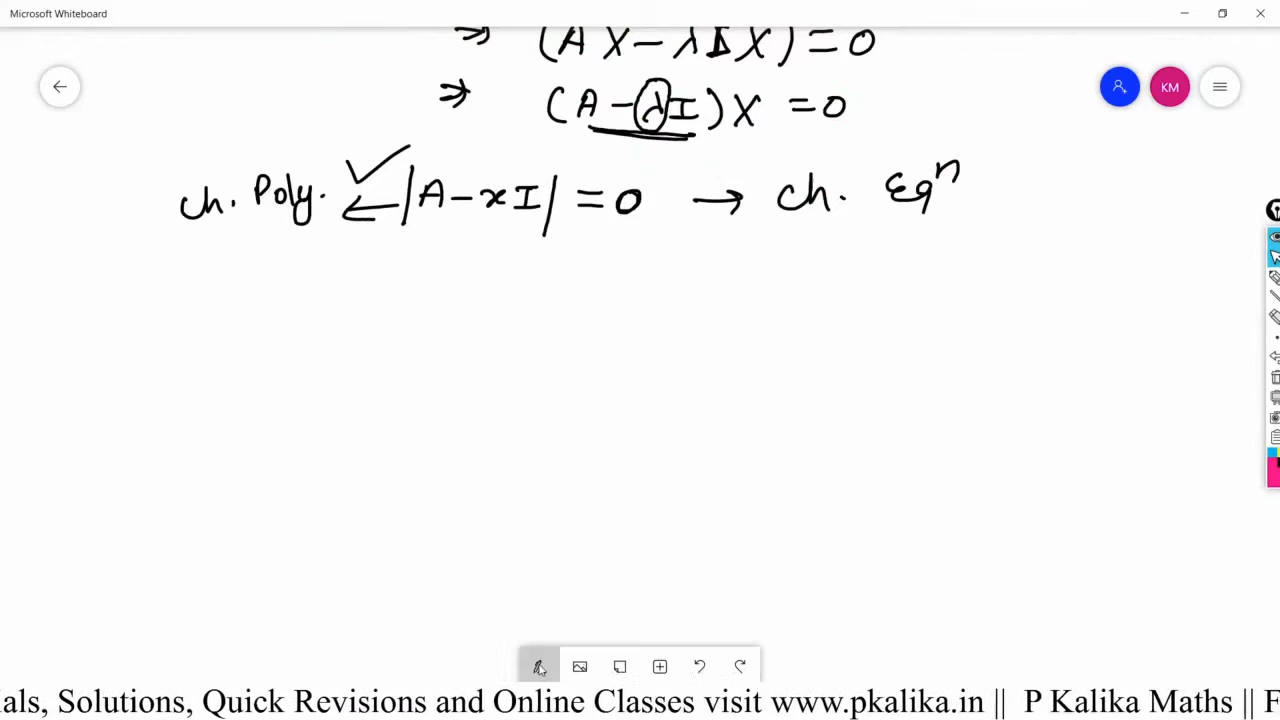 Microsoft Whiteboard
⇒ (AX - λIX) = 0
⇒ (A - λI)X = 0
KM
ch. Poly. ← |A - xI| = 0 → ch. Eqⁿ
ials, Solutions, Quick Revisions and Online Classes visit www.pkalika.in || P Kalika Maths || F